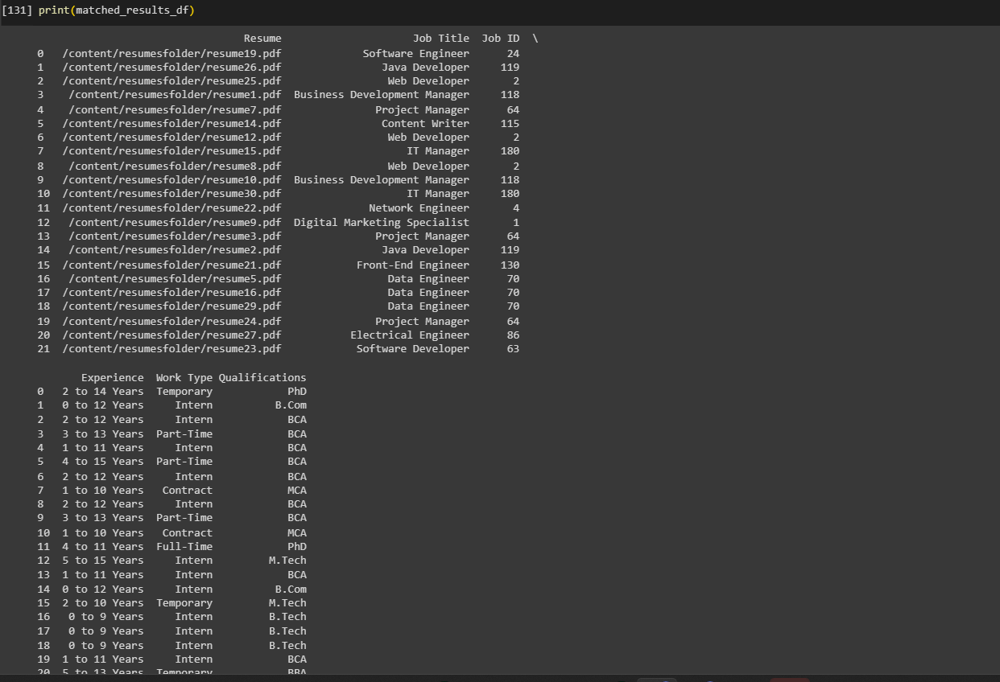 [131] print(matched_results_df)
Resume Job Title Job ID \
0 /content/resumesfolder/resume19.pdf Software Engineer 24
1 /content/resumesfolder/resume26.pdf Java Developer 119
2 /content/resumesfolder/resume25.pdf Web Developer 2
3 /content/resumesfolder/resume1.pdf Business Development Manager 118
4 /content/resumesfolder/resume7.pdf Project Manager 64
5 /content/resumesfolder/resume14.pdf Content Writer 115
6 /content/resumesfolder/resume12.pdf Web Developer 2
7 /content/resumesfolder/resume15.pdf IT Manager 180
8 /content/resumesfolder/resume8.pdf Web Developer 2
9 /content/resumesfolder/resume10.pdf Business Development Manager 118
10 /content/resumesfolder/resume30.pdf IT Manager 180
11 /content/resumesfolder/resume22.pdf Network Engineer 4
12 /content/resumesfolder/resume9.pdf Digital Marketing Specialist 1
13 /content/resumesfolder/resume3.pdf Project Manager 64
14 /content/resumesfolder/resume2.pdf Java Developer 119
15 /content/resumesfolder/resume21.pdf Front-End Engineer 130
16 /content/resumesfolder/resume5.pdf Data Engineer 70
17 /content/resumesfolder/resume16.pdf Data Engineer 70
18 /content/resumesfolder/resume29.pdf Data Engineer 70
19 /content/resumesfolder/resume24.pdf Project Manager 64
20 /content/resumesfolder/resume27.pdf Electrical Engineer 86
21 /content/resumesfolder/resume23.pdf Software Developer 63
Experience Work Type Qualifications
0 2 to 14 Years Temporary PhD
1 0 to 12 Years Intern B.Com
2 2 to 12 Years Intern BCA
3 3 to 13 Years Part-Time BCA
4 1 to 11 Years Intern BCA
5 4 to 15 Years Part-Time BCA
6 2 to 12 Years Intern BCA
7 1 to 10 Years Contract MCA
8 2 to 12 Years Intern BCA
9 3 to 13 Years Part-Time BCA
10 1 to 10 Years Contract MCA
11 4 to 11 Years Full-Time PhD
12 5 to 15 Years Intern M.Tech
13 1 to 11 Years Intern BCA
14 0 to 12 Years Intern B.Com
15 2 to 10 Years Temporary M.Tech
16 0 to 9 Years Intern B.Tech
17 0 to 9 Years Intern B.Tech
18 0 to 9 Years Intern B.Tech
19 1 to 11 Years Intern BCA
20 5 to 13 Years Temporary BBA